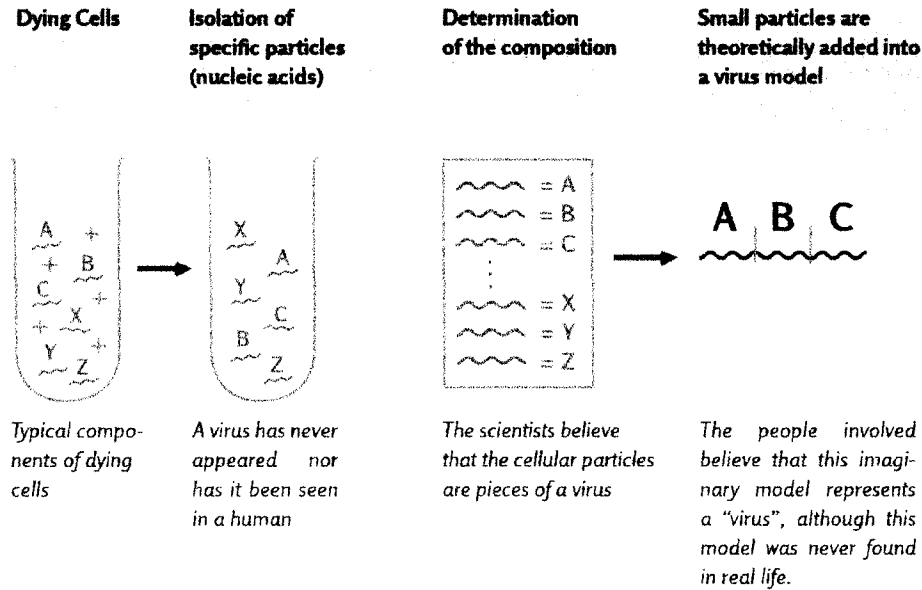 Dying Cells
Isolation of
specific particles
(nucleic acids)
Determination
of the composition
Small particles are
theoretically added into
a virus model
A
+
+
B
C
+
X
+
Y
+
Z
X
A
Y
C
B
Z
= A
= B
= C
= X
= Y
= Z
A B C
Typical compo-
nents of dying
cells
A virus has never
appeared nor
has it been seen
in a human
The scientists believe
that the cellular particles
are pieces of a virus
The people involved
believe that this imagi-
nary model represents
a “virus”, although this
model was never found
in real life.